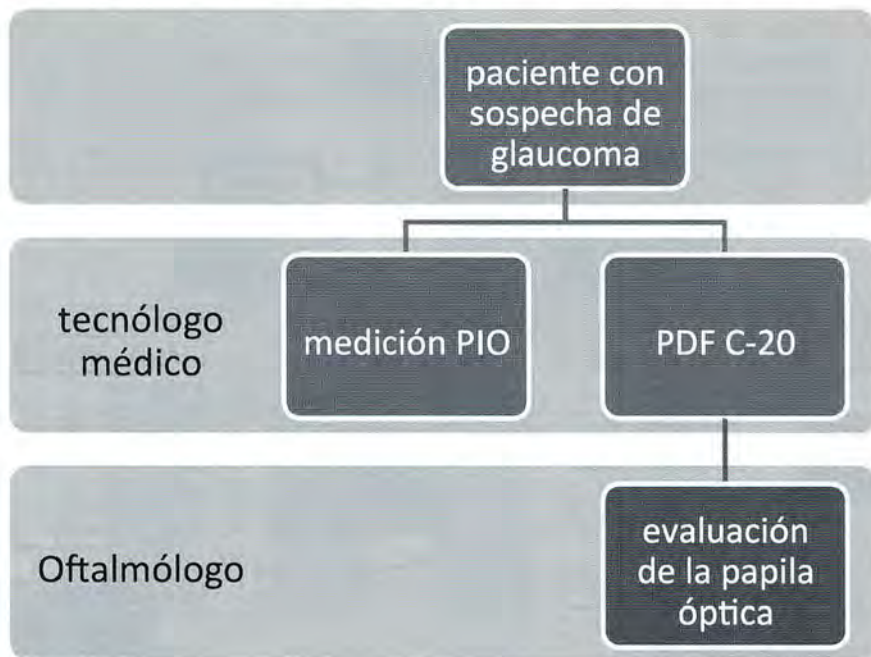 paciente con
sospecha de
glaucoma
tecnólogo
médico
medición PIO
PDF C-20
Oftalmólogo
evaluación
de la papila
óptica